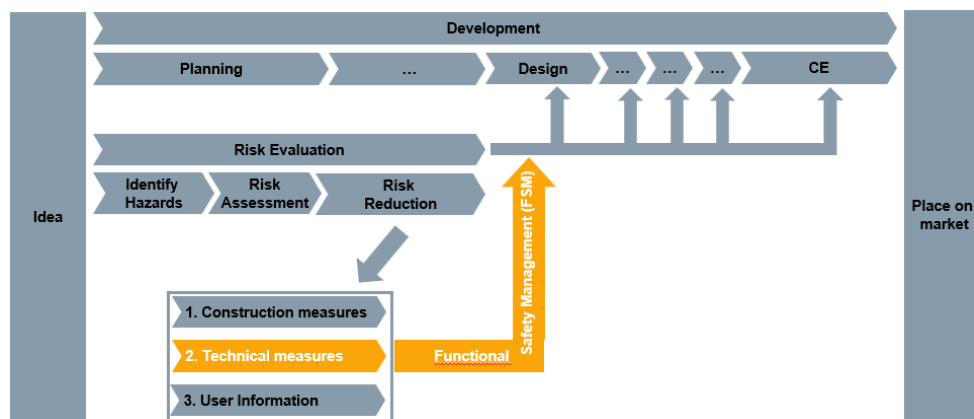 Development
Planning
...
Design
...
...
...
CE
Risk Evaluation
Identify
Hazards
Risk
Assessment
Risk
Reduction
Idea
Place on
market
1. Construction measures
2. Technical measures
3. User Information
Functional
Safety Management (FSM)